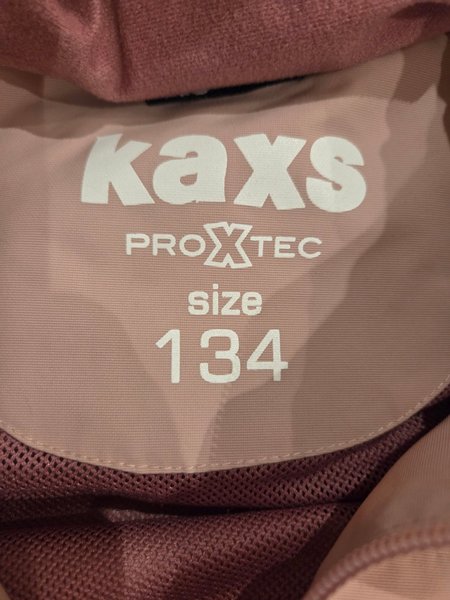 kaxs
PROXTEC
size
134